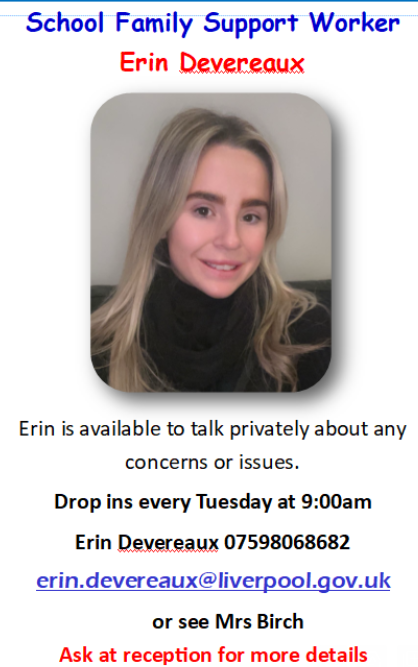 School Family Support Worker
Erin Devereaux
Erin is available to talk privately about any
concerns or issues.
Drop ins every Tuesday at 9:00am
Erin Devereaux 07598068682
erin.devereaux@liverpool.gov.uk
or see Mrs Birch
Ask at reception for more details